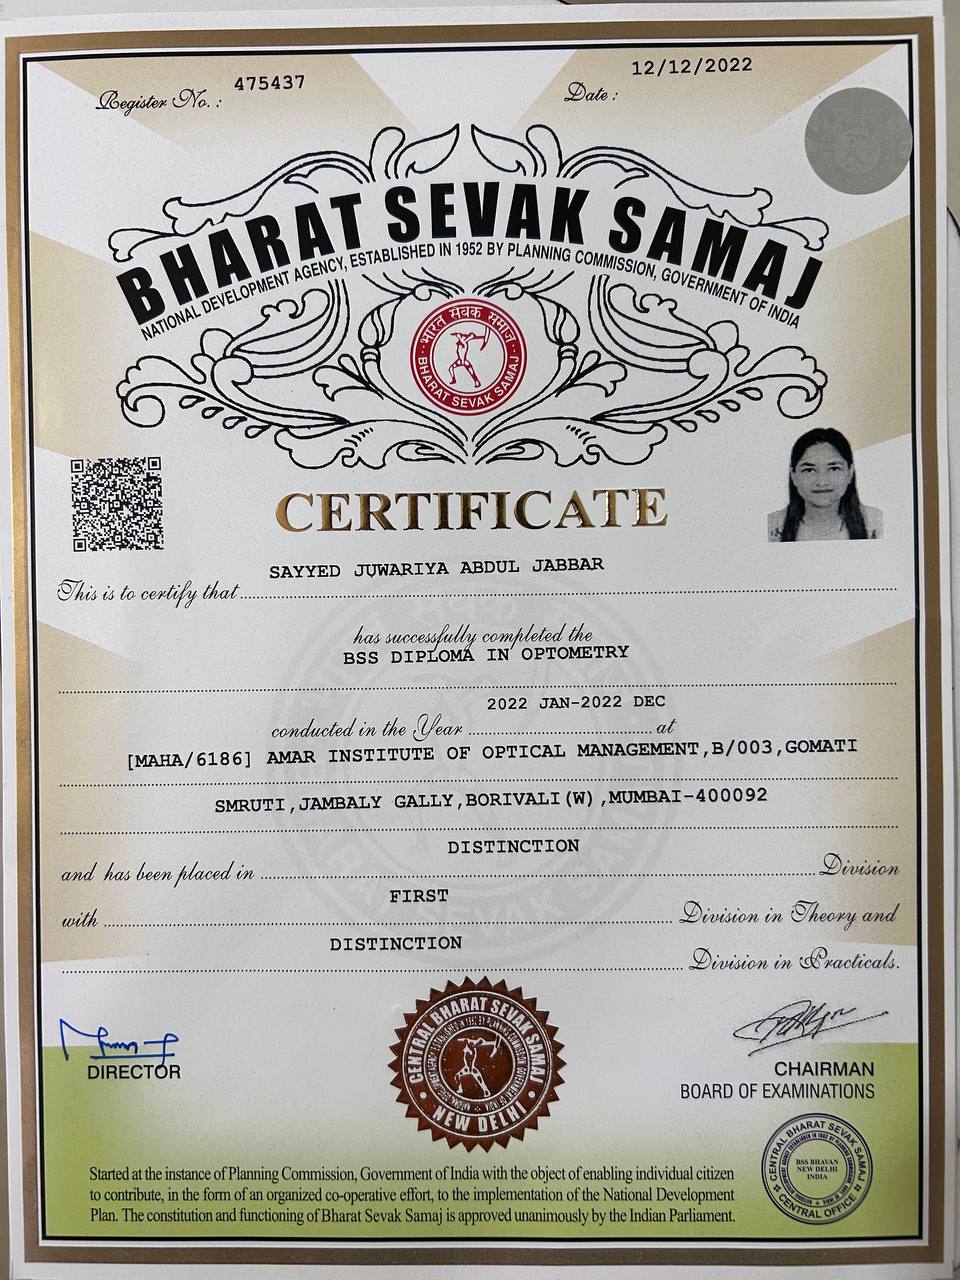 Register No. : 475437
Date : 12/12/2022
BHARAT SEVAK SAMAJ
NATIONAL DEVELOPMENT AGENCY, ESTABLISHED IN 1952 BY PLANNING COMMISSION, GOVERNMENT OF INDIA
भारत सेवक समाज
BHARAT SEVAK SAMAJ
CERTIFICATE
This is to certify that SAYYED JUWARIYA ABDUL JABBAR
has successfully completed the
BSS DIPLOMA IN OPTOMETRY
conducted in the Year 2022 JAN-2022 DEC at
[MAHA/6186] AMAR INSTITUTE OF OPTICAL MANAGEMENT,B/003,GOMATI
SMRUTI,JAMBALY GALLY,BORIVALI(W),MUMBAI-400092
and has been placed in DISTINCTION Division
with FIRST Division in Theory and
DISTINCTION Division in Practicals.
DIRECTOR
CHAIRMAN
BOARD OF EXAMINATIONS
CENTRAL BHARAT SEVAK SAMAJ
NEW DELHI
CENTRAL BHARAT SEVAK SAMAJ
BSS BHAVAN
NEW DELHI
INDIA
CENTRAL OFFICE
Started at the instance of Planning Commission, Government of India with the object of enabling individual citizen
to contribute, in the form of an organized co-operative effort, to the implementation of the National Development
Plan. The constitution and functioning of Bharat Sevak Samaj is approved unanimously by the Indian Parliament.